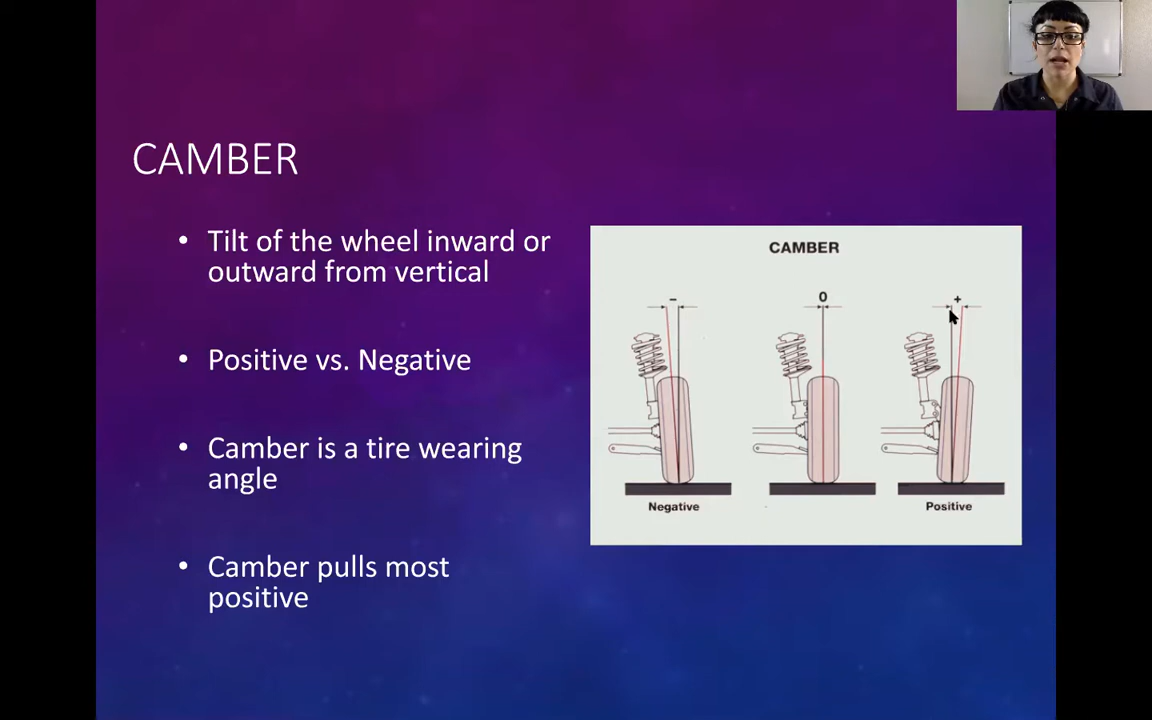 CAMBER
• Tilt of the wheel inward or
outward from vertical
• Positive vs. Negative
• Camber is a tire wearing
angle
• Camber pulls most
positive
CAMBER
- 0 +
Negative Positive